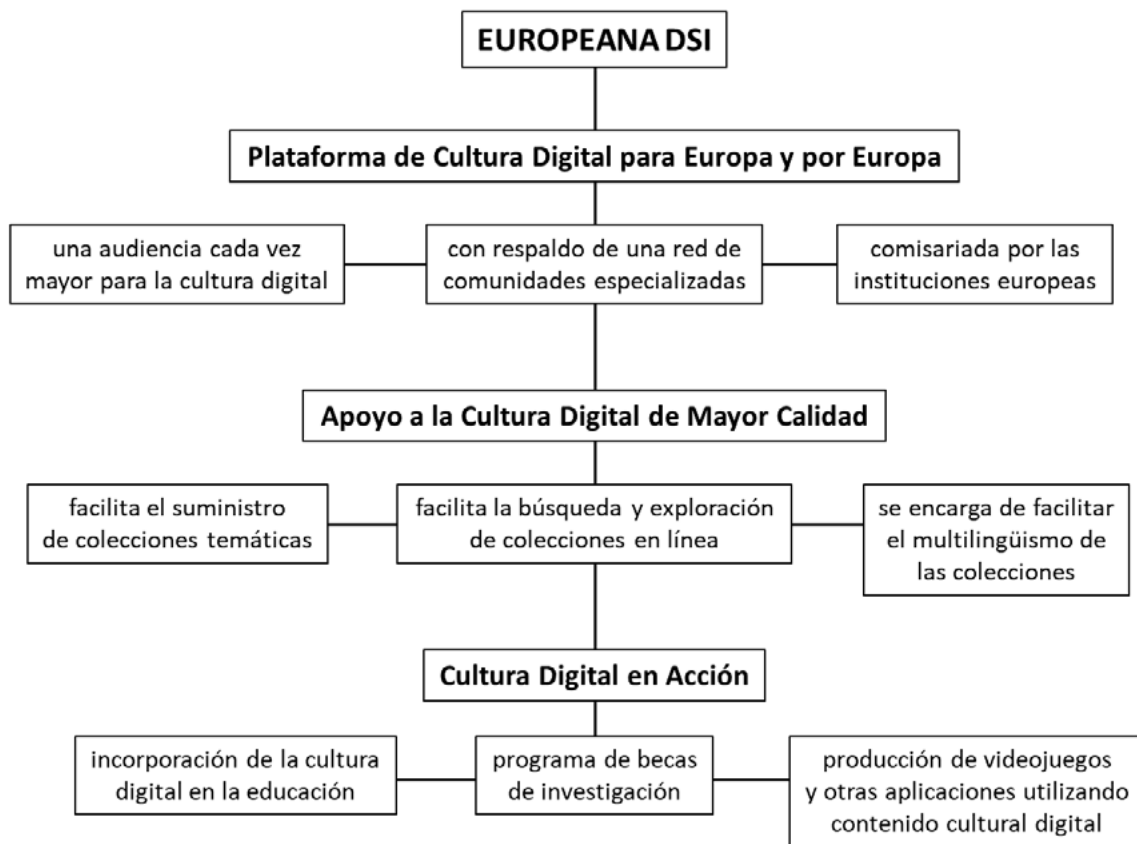 EUROPEANA DSI
Plataforma de Cultura Digital para Europa y por Europa
una audiencia cada vez
mayor para la cultura digital
con respaldo de una red de
comunidades especializadas
comisariada por las
instituciones europeas
Apoyo a la Cultura Digital de Mayor Calidad
facilita el suministro
de colecciones temáticas
facilita la búsqueda y exploración
de colecciones en línea
se encarga de facilitar
el multilingüismo de
las colecciones
Cultura Digital en Acción
incorporación de la cultura
digital en la educación
programa de becas
de investigación
producción de videojuegos
y otras aplicaciones utilizando
contenido cultural digital